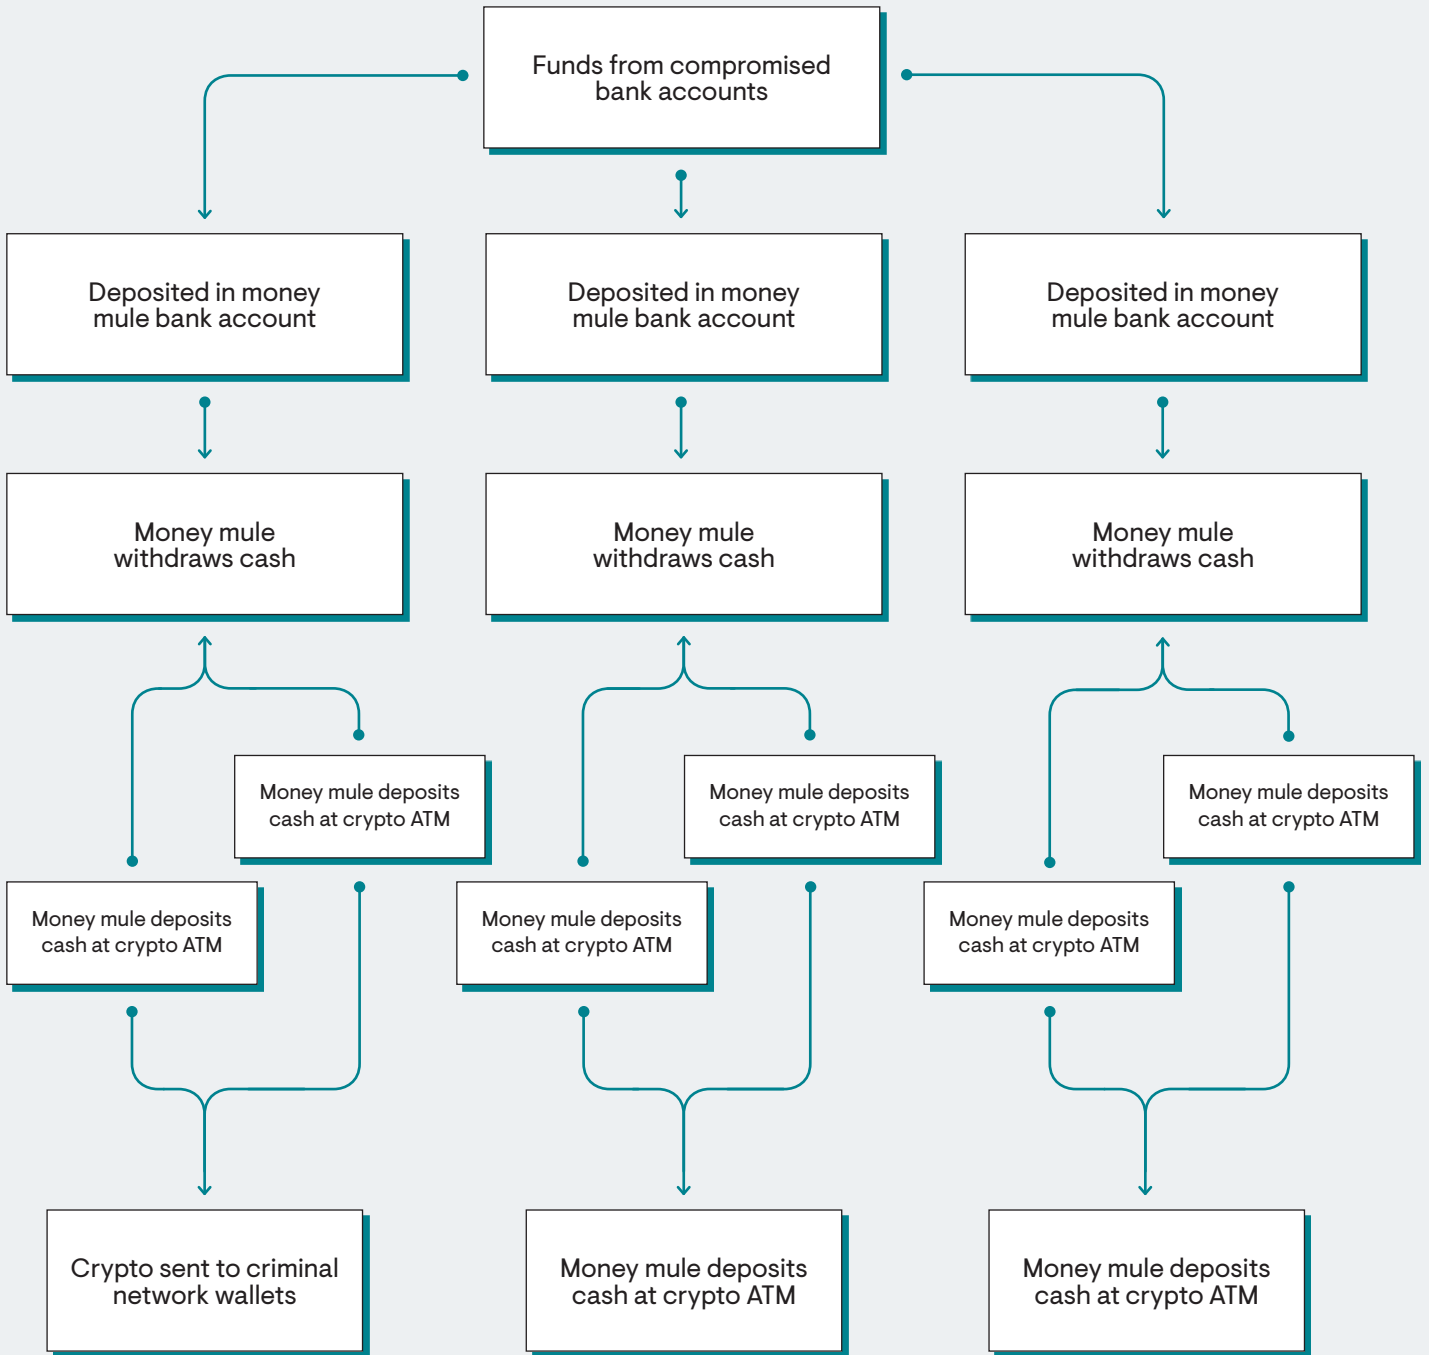 Funds from compromised
bank accounts
Deposited in money
mule bank account
Deposited in money
mule bank account
Deposited in money
mule bank account
Money mule
withdraws cash
Money mule
withdraws cash
Money mule
withdraws cash
Money mule deposits
cash at crypto ATM
Money mule deposits
cash at crypto ATM
Money mule deposits
cash at crypto ATM
Money mule deposits
cash at crypto ATM
Money mule deposits
cash at crypto ATM
Money mule deposits
cash at crypto ATM
Crypto sent to criminal
network wallets
Money mule deposits
cash at crypto ATM
Money mule deposits
cash at crypto ATM